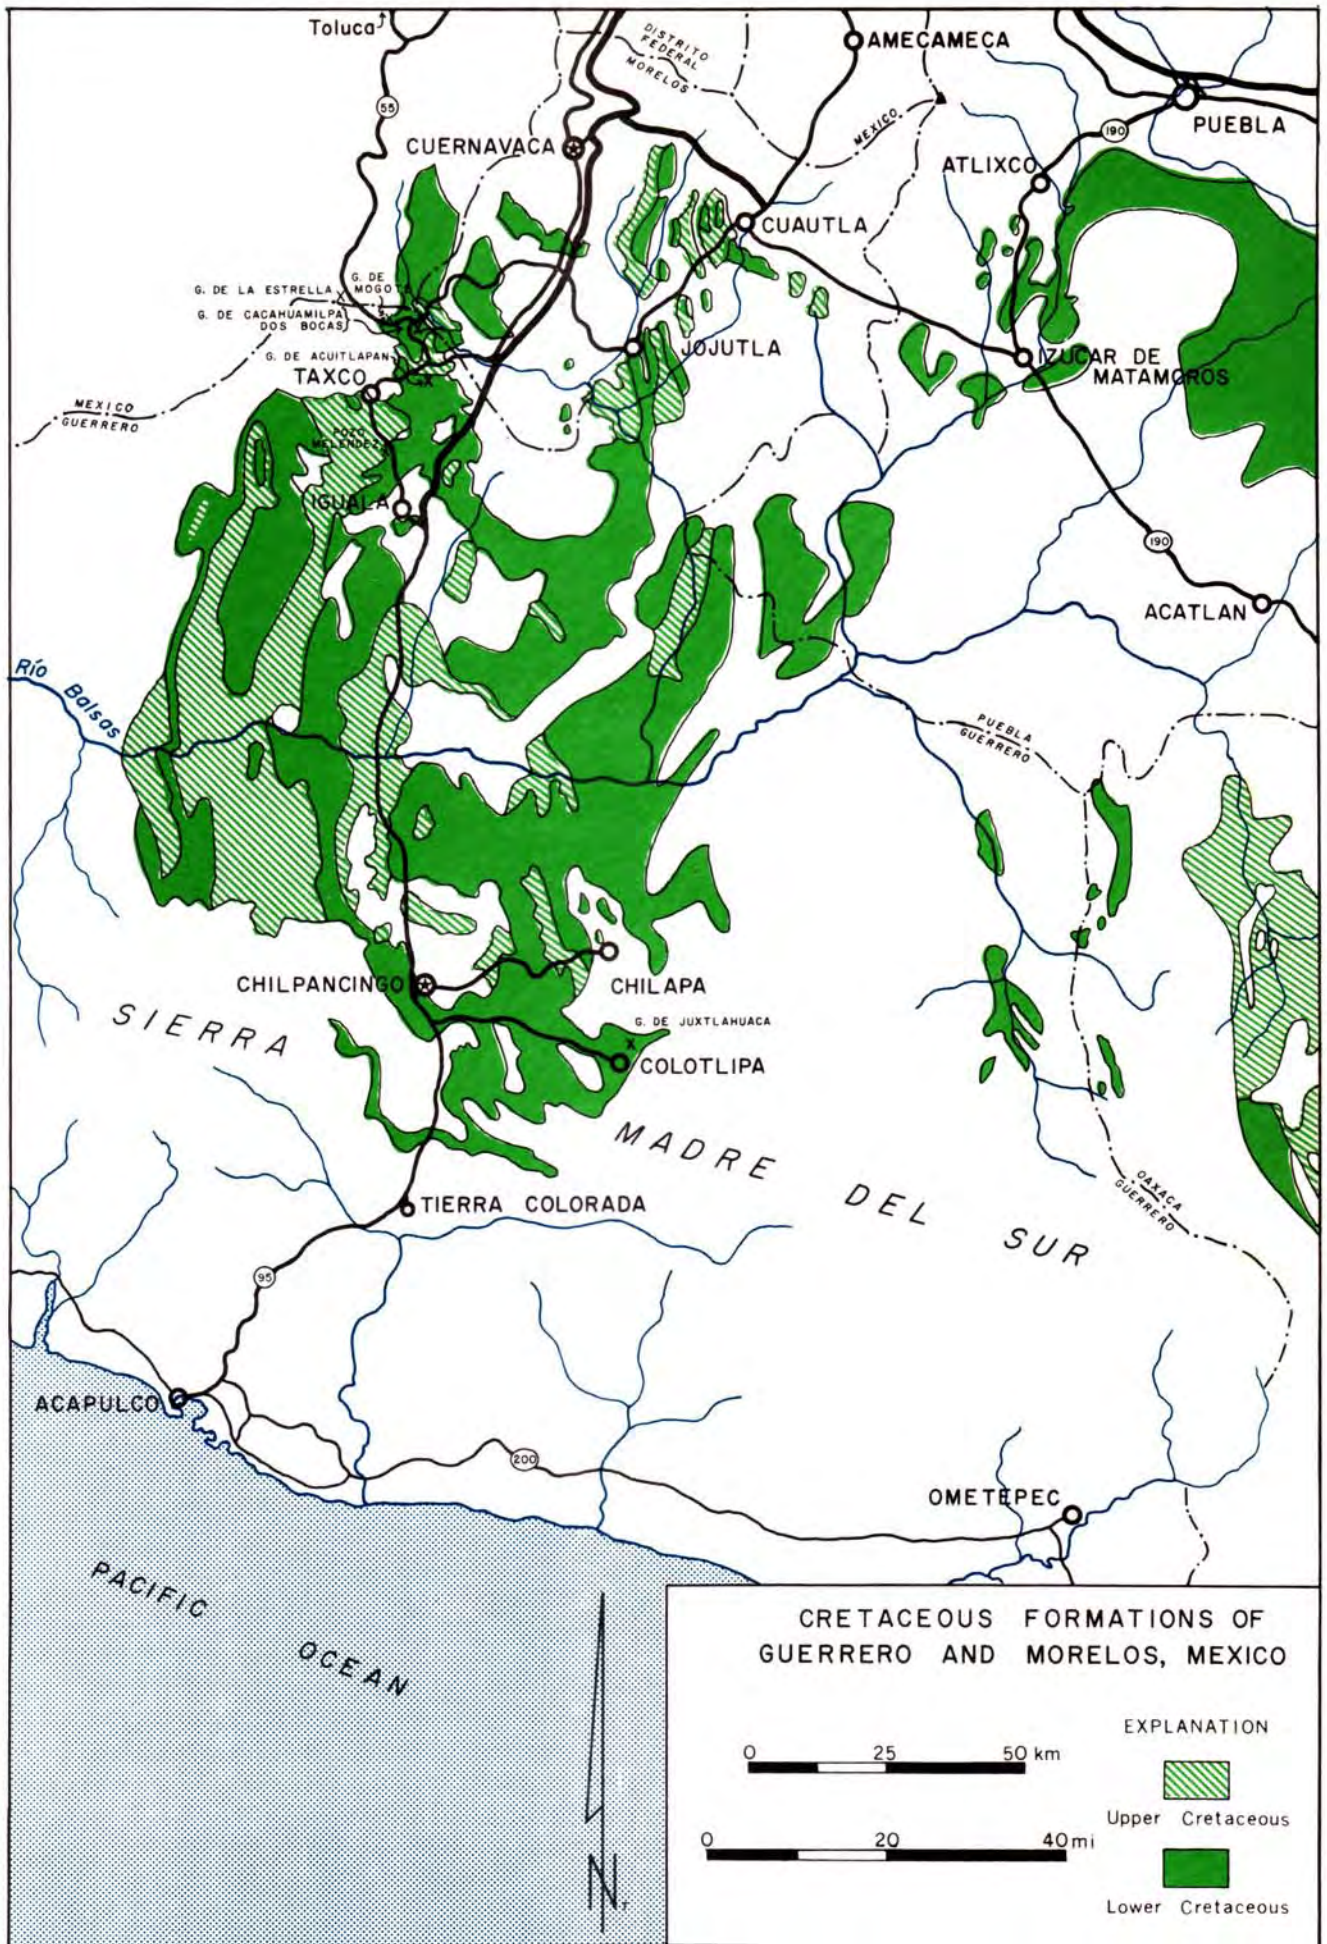 Toluca
DISTRITO
FEDERAL
MORELOS
AMECAMECA
55
CUERNAVACA
MEXICO
190
PUEBLA
ATLIXCO
CUAUTLA
G. DE
MOGOTE
G. DE LA ESTRELLA
G. DE CACAHUAMILPA
DOS BOCAS
G. DE ACUITLAPAN
JOJUTLA
IZUCAR DE
MATAMOROS
TAXCO
MEXICO
GUERRERO
POZO
MELENDEZ
IGUALA
190
ACATLAN
Río Balsas
PUEBLA
GUERRERO
CHILPANCINGO
CHILAPA
G. DE JUXTLAHUACA
COLOTLIPA
SIERRA MADRE DEL SUR
OAXACA
GUERRERO
TIERRA COLORADA
95
ACAPULCO
200
OMETEPEC
PACIFIC OCEAN
CRETACEOUS FORMATIONS OF
GUERRERO AND MORELOS, MEXICO
EXPLANATION
0 25 50 km
Upper Cretaceous
0 20 40 mi
Lower Cretaceous
N
T